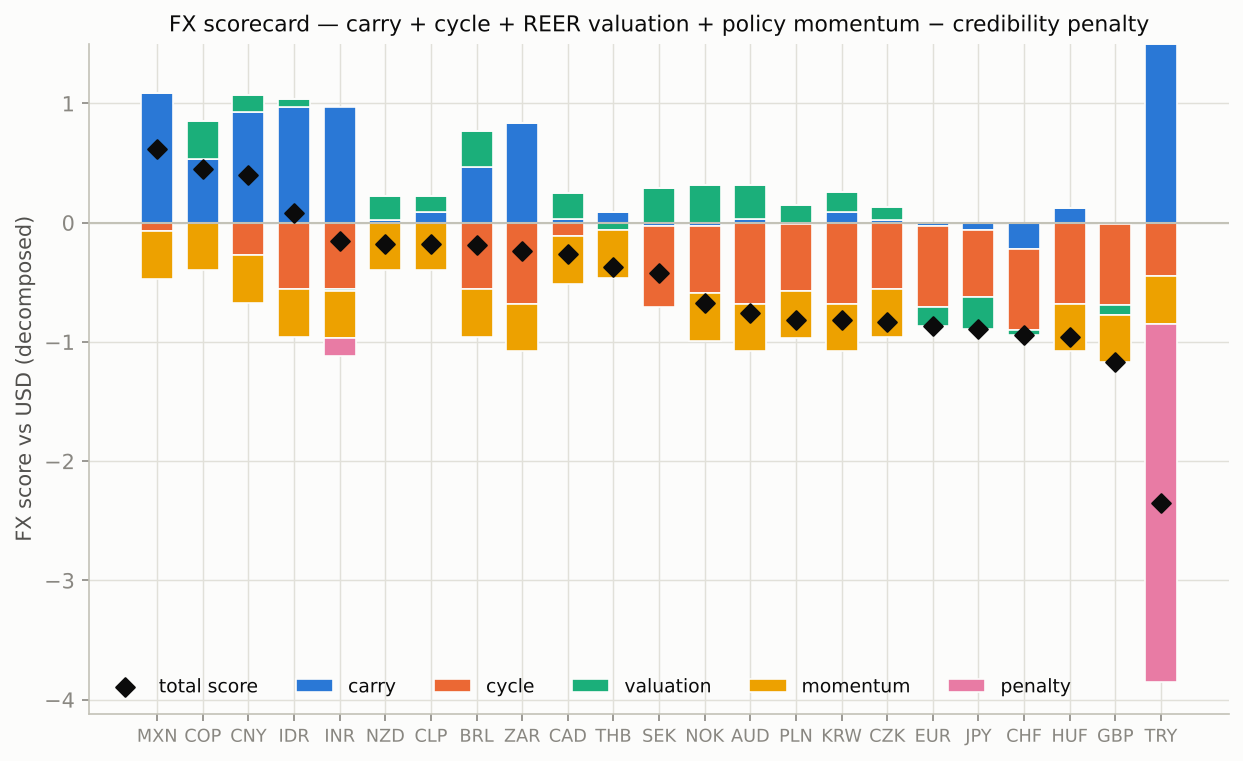 FX scorecard — carry + cycle + REER valuation + policy momentum − credibility penalty
FX score vs USD (decomposed)
1
0
−1
−2
−3
−4
total score carry cycle valuation momentum penalty
MXN COP CNY IDR INR NZD CLP BRL ZAR CAD THB SEK NOK AUD PLN KRW CZK EUR JPY CHF HUF GBP TRY